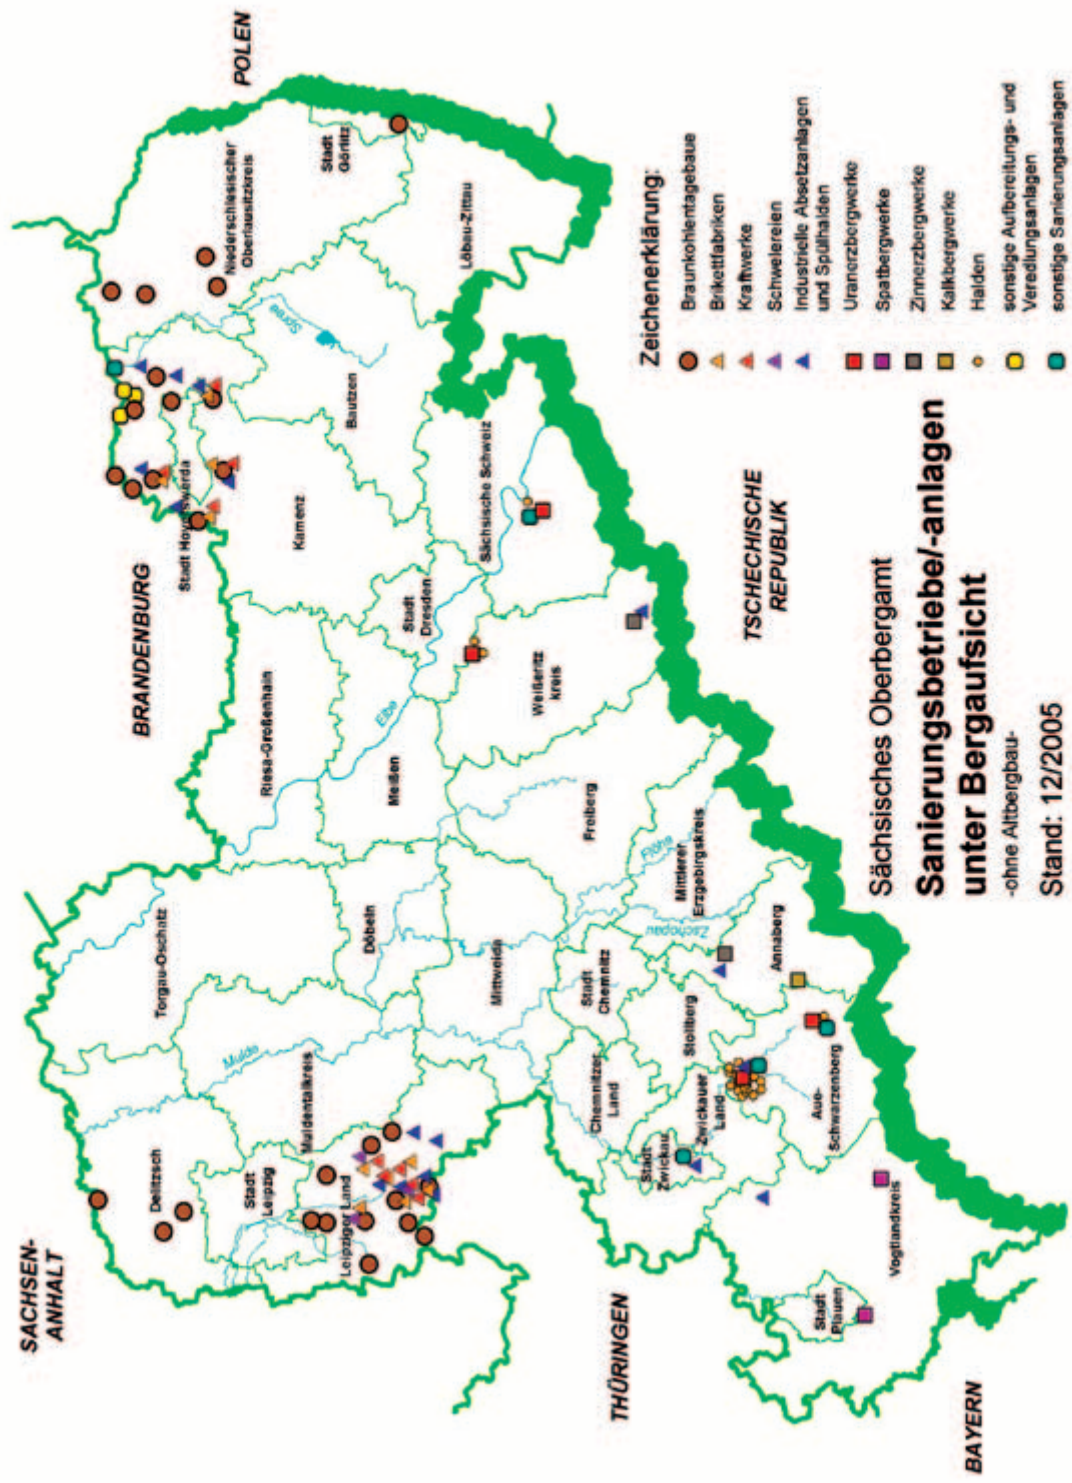 SACHSEN-
ANHALT
BRANDENBURG
POLEN
THÜRINGEN
BAYERN
TSCHECHISCHE
REPUBLIK
Delitzsch
Torgau-Oschatz
Stadt
Leipzig
Leipziger Land
Muldentalkreis
Mulde
Döbeln
Mittweida
Riesa-Großenhain
Meißen
Elbe
Stadt
Dresden
Kamenz
Stadt Hoyerswerda
Bautzen
Spree
Niederschlesischer
Oberlausitzkreis
Stadt
Görlitz
Löbau-Zittau
Sächsische Schweiz
Weißeritz
kreis
Freiberg
Flöha
Mittlerer
Erzgebirgskreis
Zschopau
Annaberg
Stadt
Chemnitz
Stollberg
Chemnitzer
Land
Zwickauer
Land
Stadt
Zwickau
Aue-
Schwarzenberg
Vogtlandkreis
Stadt
Plauen
Sächsisches Oberbergamt
Sanierungsbetriebe/-anlagen
unter Bergaufsicht
-ohne Altbergbau-
Stand: 12/2005
Zeichenerklärung:
Braunkohlentagebaue
Brikettfabriken
Kraftwerke
Schwelereien
Industrielle Absetzanlagen
und Spülhalden
Uranerzbergwerke
Spatbergwerke
Zinnerzbergwerke
Kalkbergwerke
Halden
sonstige Aufbereitungs- und
Veredlungsanlagen
sonstige Sanierungsanlagen